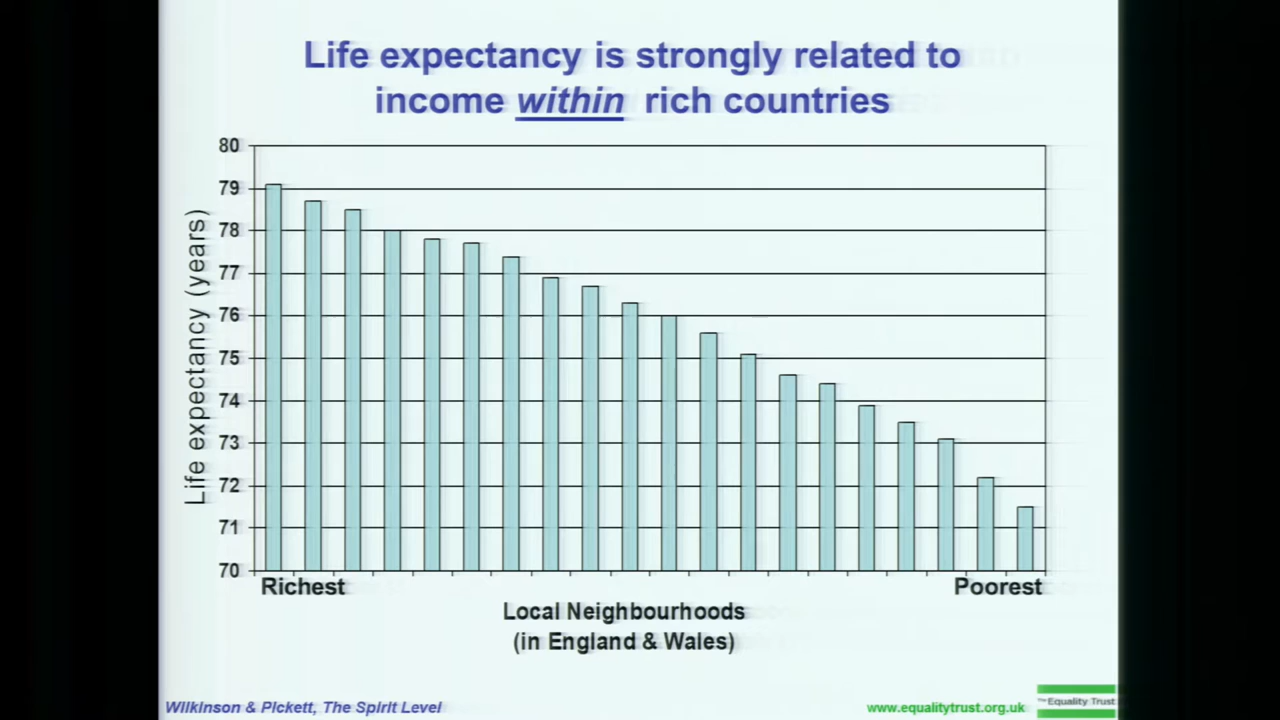 Life expectancy is strongly related to
income within rich countries
80
79
78
77
76
75
74
73
72
71
70
Life expectancy (years)
Richest
Poorest
Local Neighbourhoods
(in England & Wales)
Wilkinson & Pickett, The Spirit Level
www.equalitytrust.org.uk
The Equality Trust